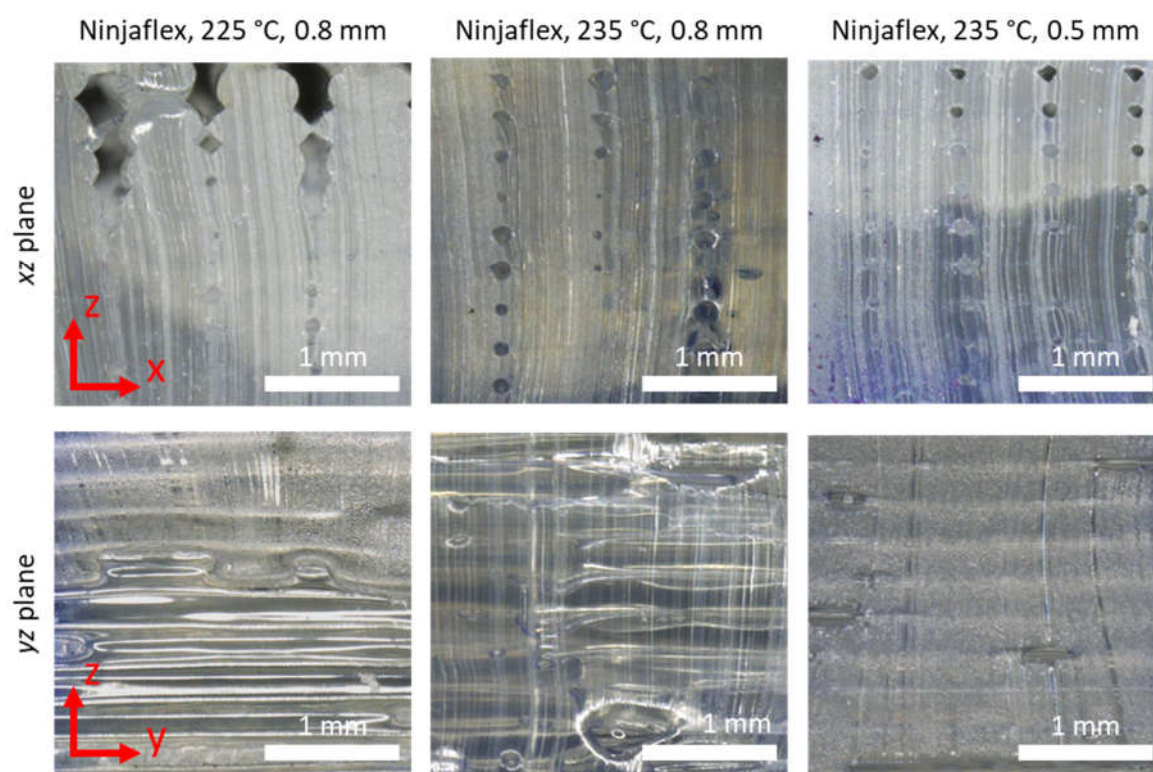 Ninjaflex, 225 °C, 0.8 mm
Ninjaflex, 235 °C, 0.8 mm
Ninjaflex, 235 °C, 0.5 mm
xz plane
z
x
1 mm
1 mm
1 mm
yz plane
z
y
1 mm
1 mm
1 mm